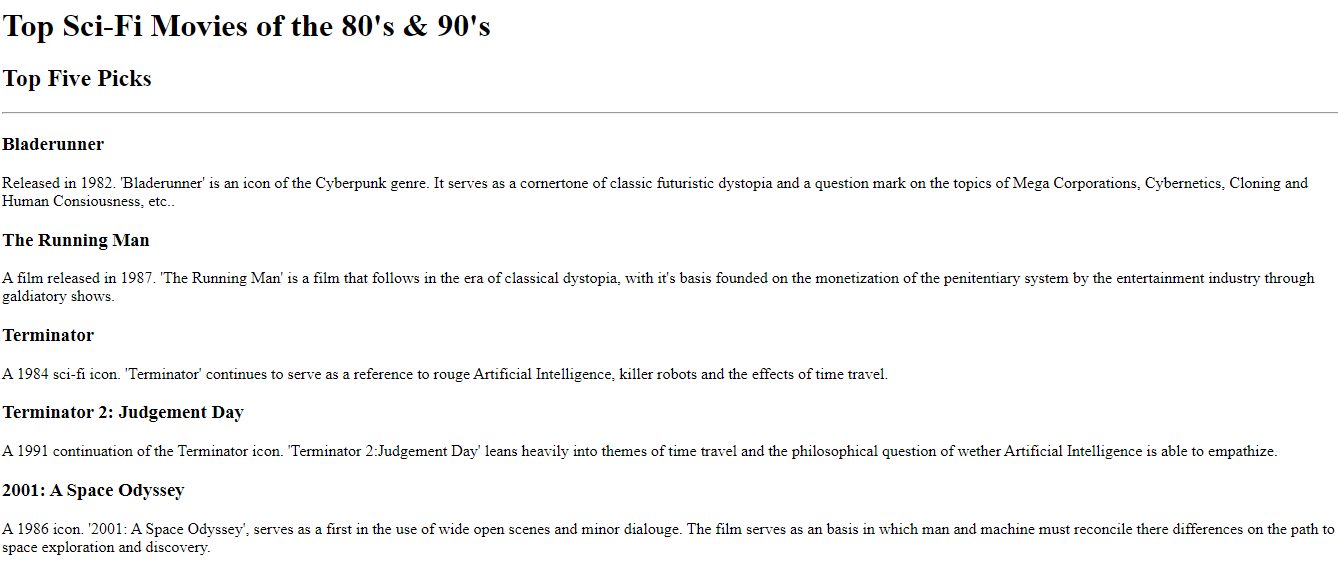 Top Sci-Fi Movies of the 80's & 90's
Top Five Picks
Bladerunner
Released in 1982. 'Bladerunner' is an icon of the Cyberpunk genre. It serves as a cornertone of classic futuristic dystopia and a question mark on the topics of Mega Corporations, Cybernetics, Cloning and
Human Consiousness, etc..
The Running Man
A film released in 1987. 'The Running Man' is a film that follows in the era of classical dystopia, with it's basis founded on the monetization of the penitentiary system by the entertainment industry through
galdiatory shows.
Terminator
A 1984 sci-fi icon. 'Terminator' continues to serve as a reference to rouge Artificial Intelligence, killer robots and the effects of time travel.
Terminator 2: Judgement Day
A 1991 continuation of the Terminator icon. 'Terminator 2:Judgement Day' leans heavily into themes of time travel and the philosophical question of wether Artificial Intelligence is able to empathize.
2001: A Space Odyssey
A 1986 icon. '2001: A Space Odyssey', serves as a first in the use of wide open scenes and minor dialouge. The film serves as an basis in which man and machine must reconcile there differences on the path to
space exploration and discovery.